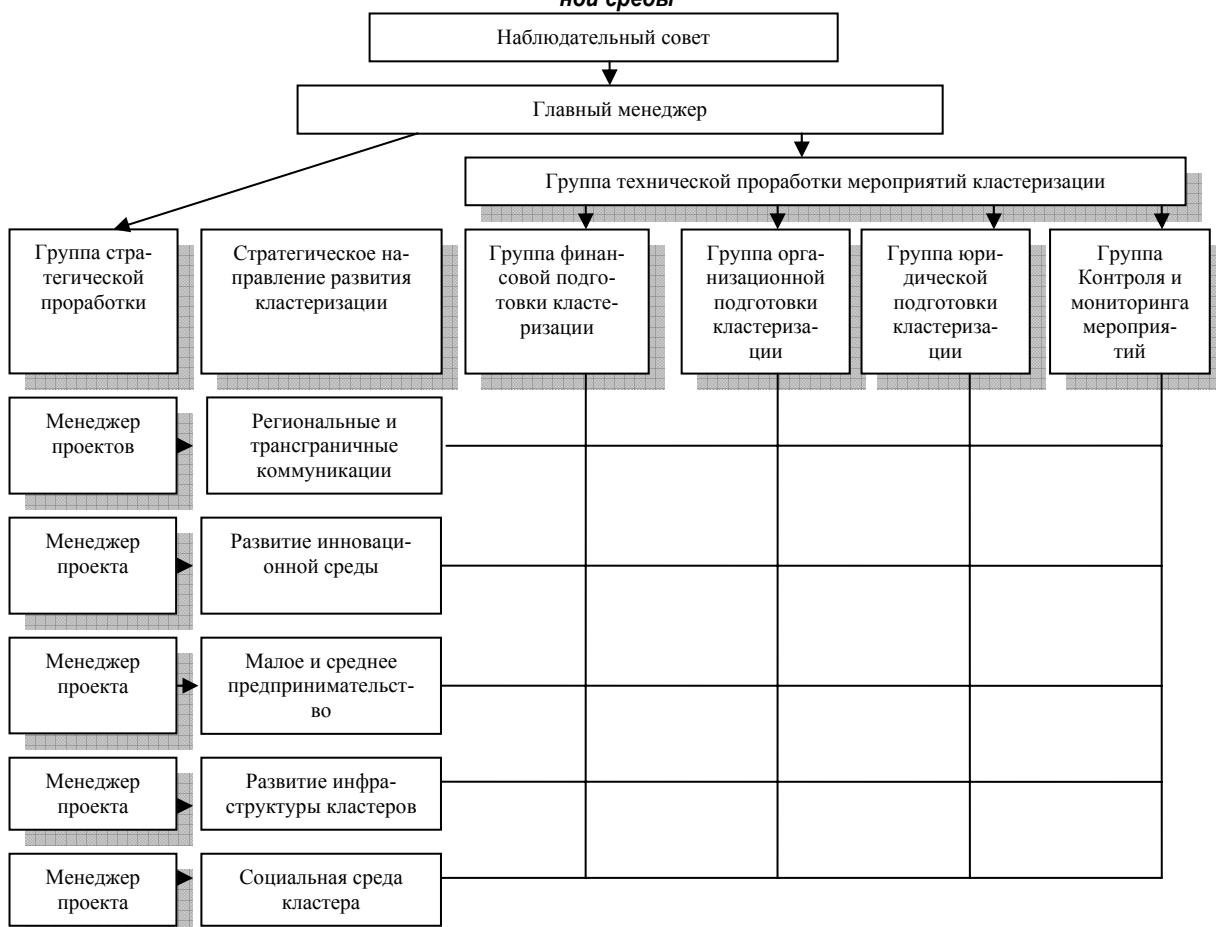 ной среды
Наблюдательный совет
Главный менеджер
Группа технической проработки мероприятий кластеризации
Группа стра-
тегической
проработки
Стратегическое на-
правление развития
кластеризации
Группа финан-
совой подго-
товки класте-
ризации
Группа орга-
низационной
подготовки
кластериза-
ции
Группа юри-
дической
подготовки
кластериза-
ции
Группа
Контроля и
мониторинга
мероприя-
тий
Менеджер
проектов
Региональные и
трансграничные
коммуникации
Менеджер
проекта
Развитие инноваци-
онной среды
Менеджер
проекта
Малое и среднее
предпринимательст-
во
Менеджер
проекта
Развитие инфра-
структуры кластеров
Менеджер
проекта
Социальная среда
кластера